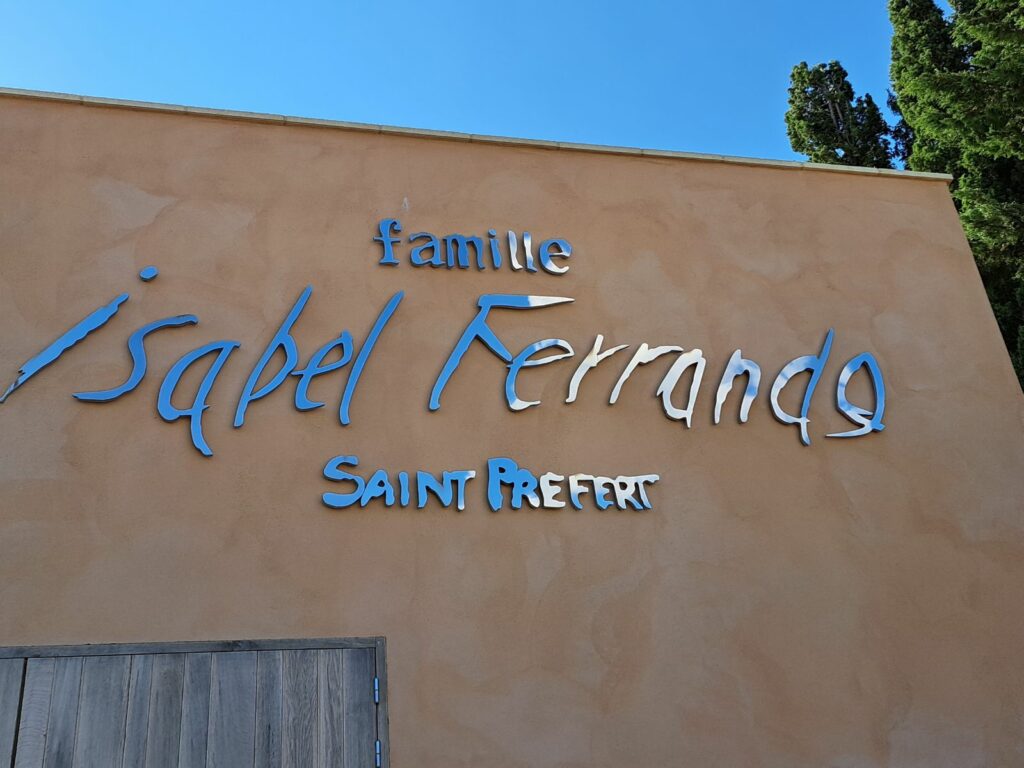 famille
isabel Ferrando
SAINT PREFERT